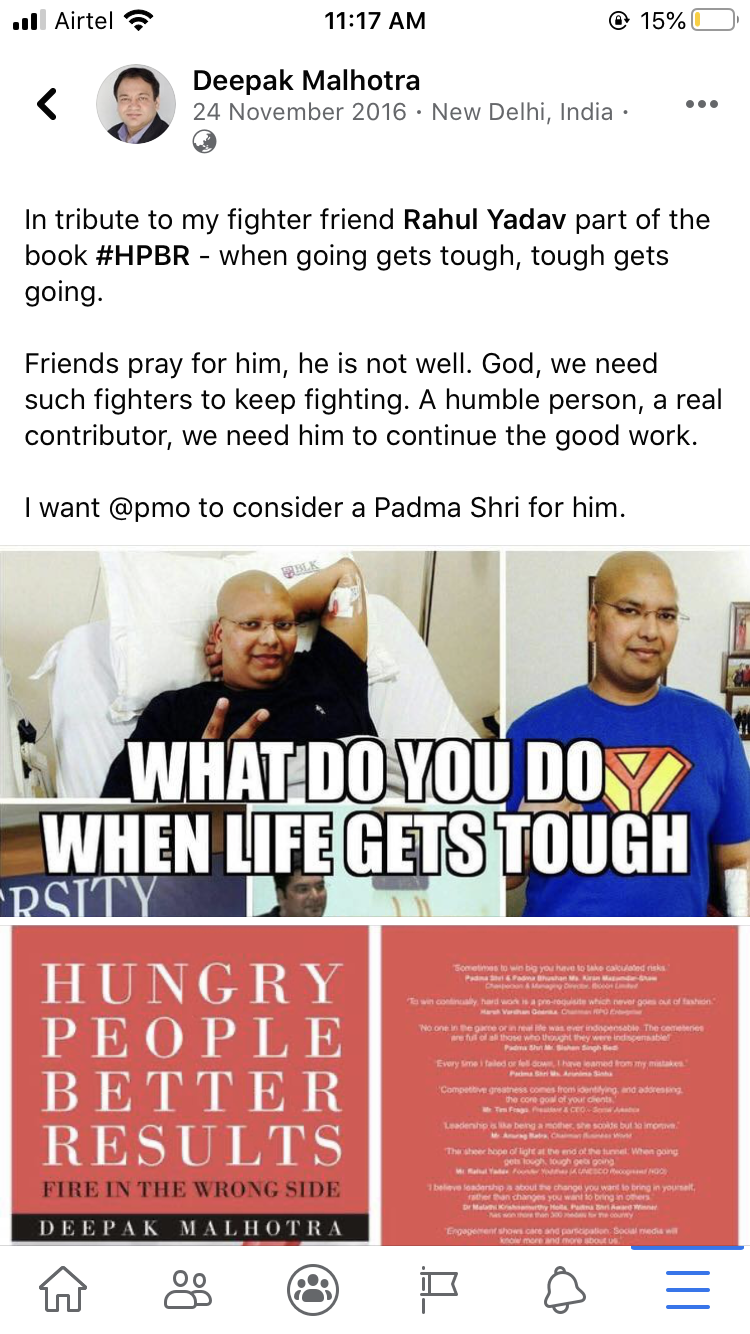 Airtel
11:17 AM
15%
Deepak Malhotra
24 November 2016 · New Delhi, India ·
In tribute to my fighter friend Rahul Yadav part of the
book #HPBR - when going gets tough, tough gets
going.
Friends pray for him, he is not well. God, we need
such fighters to keep fighting. A humble person, a real
contributor, we need him to continue the good work.
I want @pmo to consider a Padma Shri for him.
BLK
WHAT DO YOU DO
Y
WHEN LIFE GETS TOUGH
RSITY
HUNGRY
PEOPLE
BETTER
RESULTS
FIRE IN THE WRONG SIDE
DEEPAK MALHOTRA
"Sometimes to win big you have to take calculated risks."
Padma Shri & Padma Bhushan Ms. Kiran Mazumdar-Shaw
Chairperson & Managing Director, Biocon Limited
"To win continually, hard work is a pre-requisite which never goes out of fashion."
Harsh Vardhan Goenka, Chairman RPG Enterprise
"No one in the game or in real life was ever indispensable. The cemeteries
are full of all those who thought they were indispensable!"
Padma Shri Mr. Bishan Singh Bedi
"Every time I failed or fell down, I have learned from my mistakes."
Padma Shri Ms. Arunima Sinha
"Competitive greatness comes from identifying, and addressing,
the core goal of your clients."
Mr. Tim Frago, President & CEO - Social Jukebox
"Leadership is like being a mother, she scolds but to improve."
Mr. Anurag Batra, Chairman Business World
"The sheer hope of light at the end of the tunnel. When going
gets tough, tough gets going."
Mr. Rahul Yadav, Founder Yoddhas (A UNESCO Recognised NGO)
"I believe leadership is about the change you want to bring in yourself,
rather than changes you want to bring in others."
Dr Malathi Krishnamurthy Holla, Padma Shri Award Winner
has won more than 300 medals for the country
"Engagement shows care and participation. Social media will
know more and more about us."